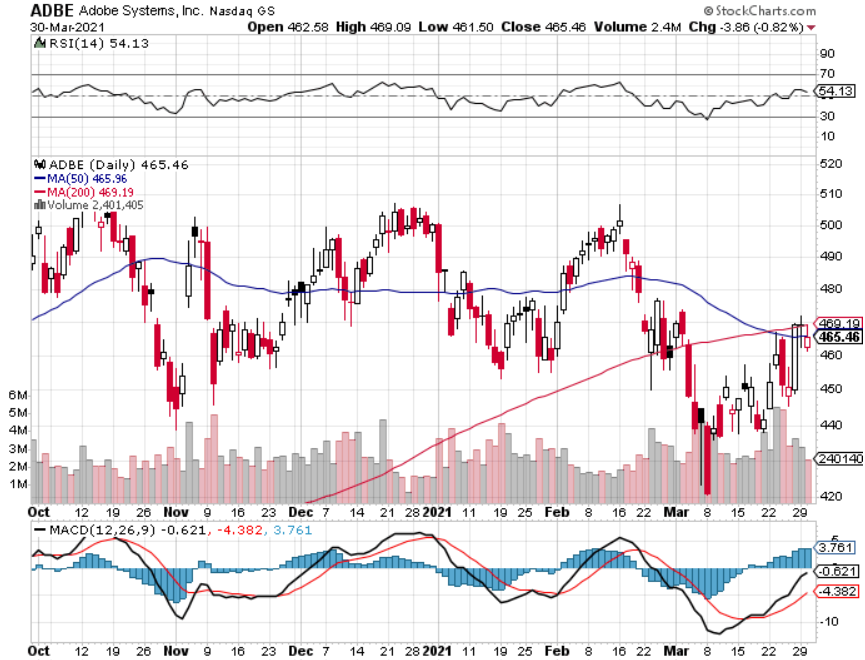 ADBE Adobe Systems, Inc. Nasdaq GS © StockCharts.com
30-Mar-2021 Open 462.58 High 469.09 Low 461.50 Close 465.46 Volume 2.4M Chg -3.86 (-0.82%)
RSI(14) 54.13
90
70
54.13
30
10
ADBE (Daily) 465.46
MA(50) 465.96
MA(200) 469.19
Volume 2,401,405
520
510
500
490
480
469.19
465.46
460
450
440
240140
420
6M
5M
4M
3M
2M
1M
Oct 12 19 26 Nov 9 16 23 Dec 7 14 21 28 2021 11 19 25 Feb 8 16 22 Mar 8 15 22 29
MACD(12,26,9) -0.621, -4.382, 3.761
5
3.761
-0.621
-4.382
-10
Oct 12 19 26 Nov 9 16 23 Dec 7 14 21 28 2021 11 19 25 Feb 8 16 22 Mar 8 15 22 29